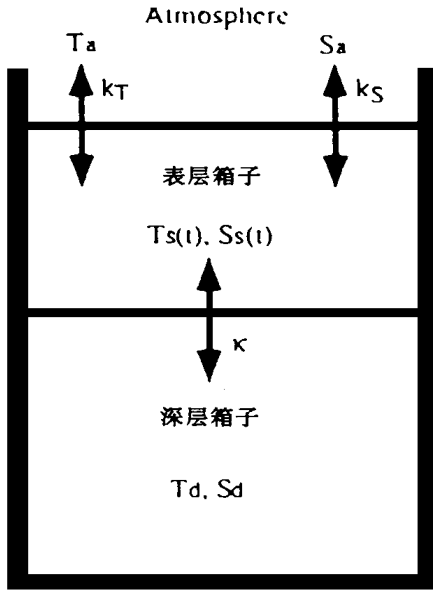 Atmosphere
Ta Sa
kT kS
表层箱子
Ts(t), Ss(t)
κ
深层箱子
Td, Sd